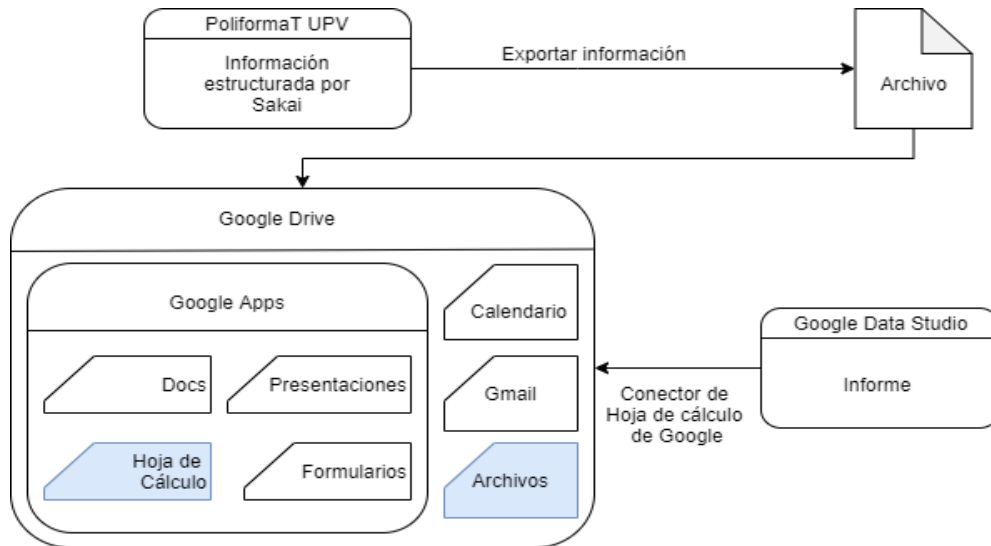 PoliformaT UPV
Información
estructurada por
Sakai
Exportar información
Archivo
Google Drive
Google Apps
Docs
Presentaciones
Hoja de
Cálculo
Formularios
Calendario
Gmail
Archivos
Conector de
Hoja de cálculo
de Google
Google Data Studio
Informe